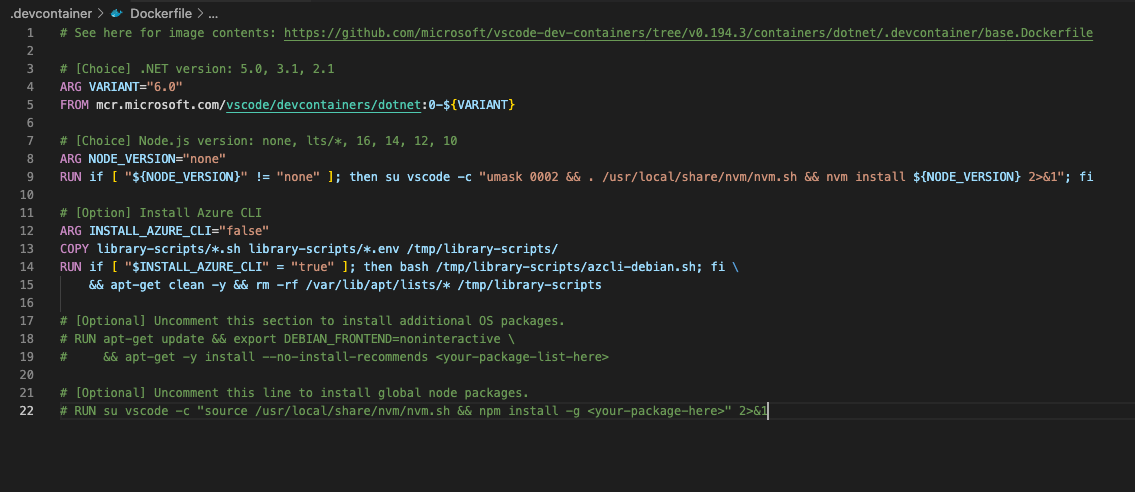 .devcontainer > Dockerfile > ...
1 # See here for image contents: https://github.com/microsoft/vscode-dev-containers/tree/v0.194.3/containers/dotnet/.devcontainer/base.Dockerfile
2
3 # [Choice] .NET version: 5.0, 3.1, 2.1
4 ARG VARIANT="6.0"
5 FROM mcr.microsoft.com/vscode/devcontainers/dotnet:0-${VARIANT}
6
7 # [Choice] Node.js version: none, lts/*, 16, 14, 12, 10
8 ARG NODE_VERSION="none"
9 RUN if [ "${NODE_VERSION}" != "none" ]; then su vscode -c "umask 0002 && . /usr/local/share/nvm/nvm.sh && nvm install ${NODE_VERSION} 2>&1"; fi
10
11 # [Option] Install Azure CLI
12 ARG INSTALL_AZURE_CLI="false"
13 COPY library-scripts/*.sh library-scripts/*.env /tmp/library-scripts/
14 RUN if [ "$INSTALL_AZURE_CLI" = "true" ]; then bash /tmp/library-scripts/azcli-debian.sh; fi \
15     && apt-get clean -y && rm -rf /var/lib/apt/lists/* /tmp/library-scripts
16
17 # [Optional] Uncomment this section to install additional OS packages.
18 # RUN apt-get update && export DEBIAN_FRONTEND=noninteractive \
19 #     && apt-get -y install --no-install-recommends <your-package-list-here>
20
21 # [Optional] Uncomment this line to install global node packages.
22 # RUN su vscode -c "source /usr/local/share/nvm/nvm.sh && npm install -g <your-package-here>" 2>&1